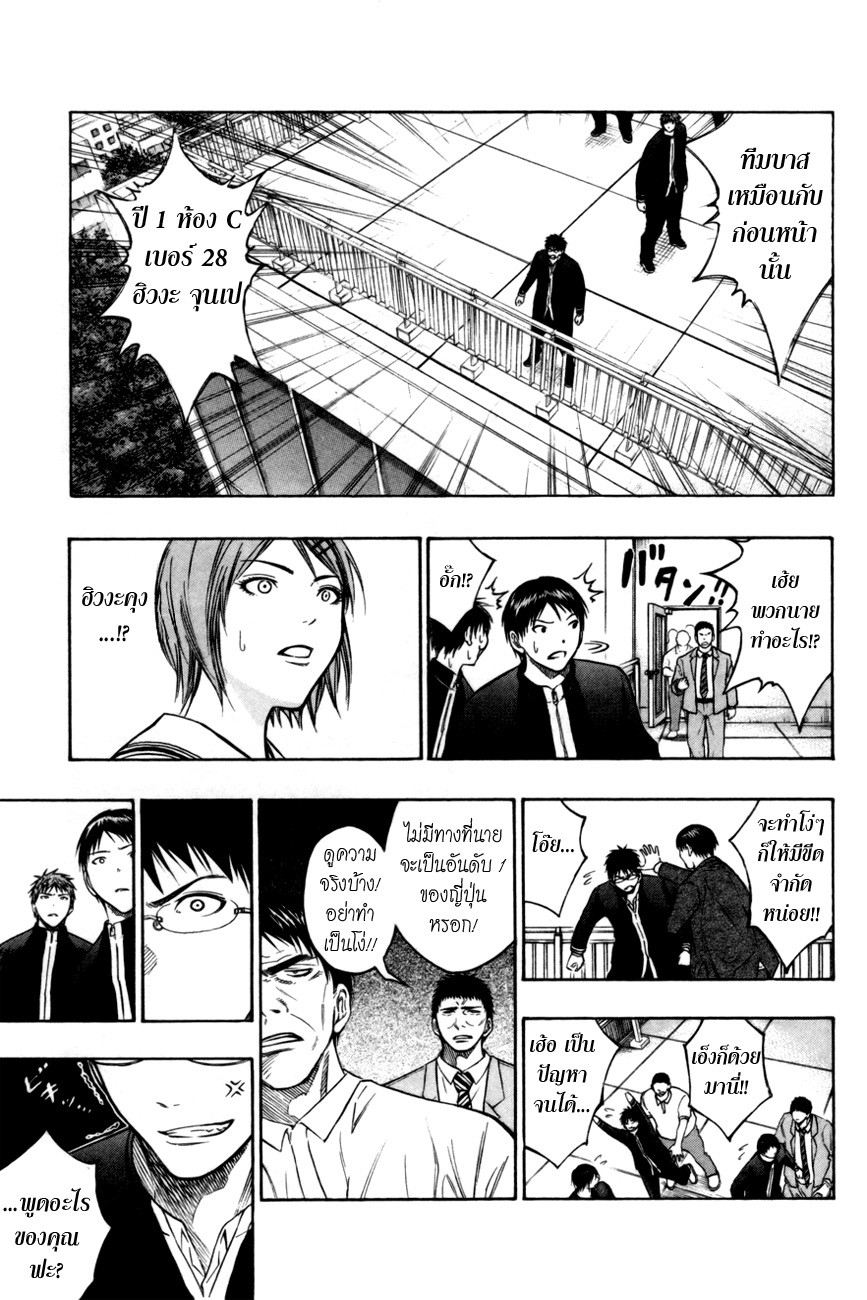 ทีมบาส
เหมือนกับ
ก่อนหน้า
นั้น
ปี 1 ห้อง C
เบอร์ 28
ฮิวงะ จุนเป
เฮ้ย
พวกนาย
ทำอะไร!?
バタン!!
อั๊ก!?
ฮิวงะคุง
...!?
จะทำโง่ๆ
ก็ให้มีขีด
จำกัด
หน่อย!!
โอ๊ย...
เอ็งก็ด้วย
มานี่!!
เฮ้อ เป็น
ปัญหา
จนได้...
ไม่มีทางที่นาย
จะเป็นอันดับ 1
ของญี่ปุ่น
หรอก!
ดูความ
จริงบ้าง!
อย่าทำ
เป็นโง่!!
...พูดอะไร
ของคุณ
ฟะ?